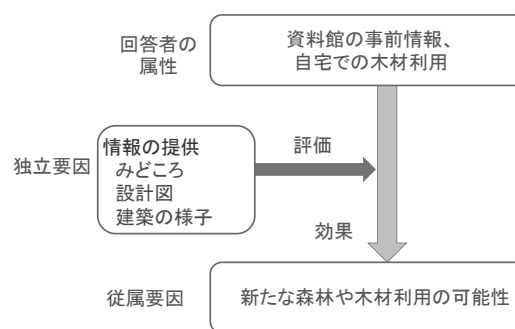 回答者の
属性
資料館の事前情報、
自宅での木材利用
独立要因
情報の提供
みどころ
設計図
建築の様子
評価
効果
従属要因
新たな森林や木材利用の可能性